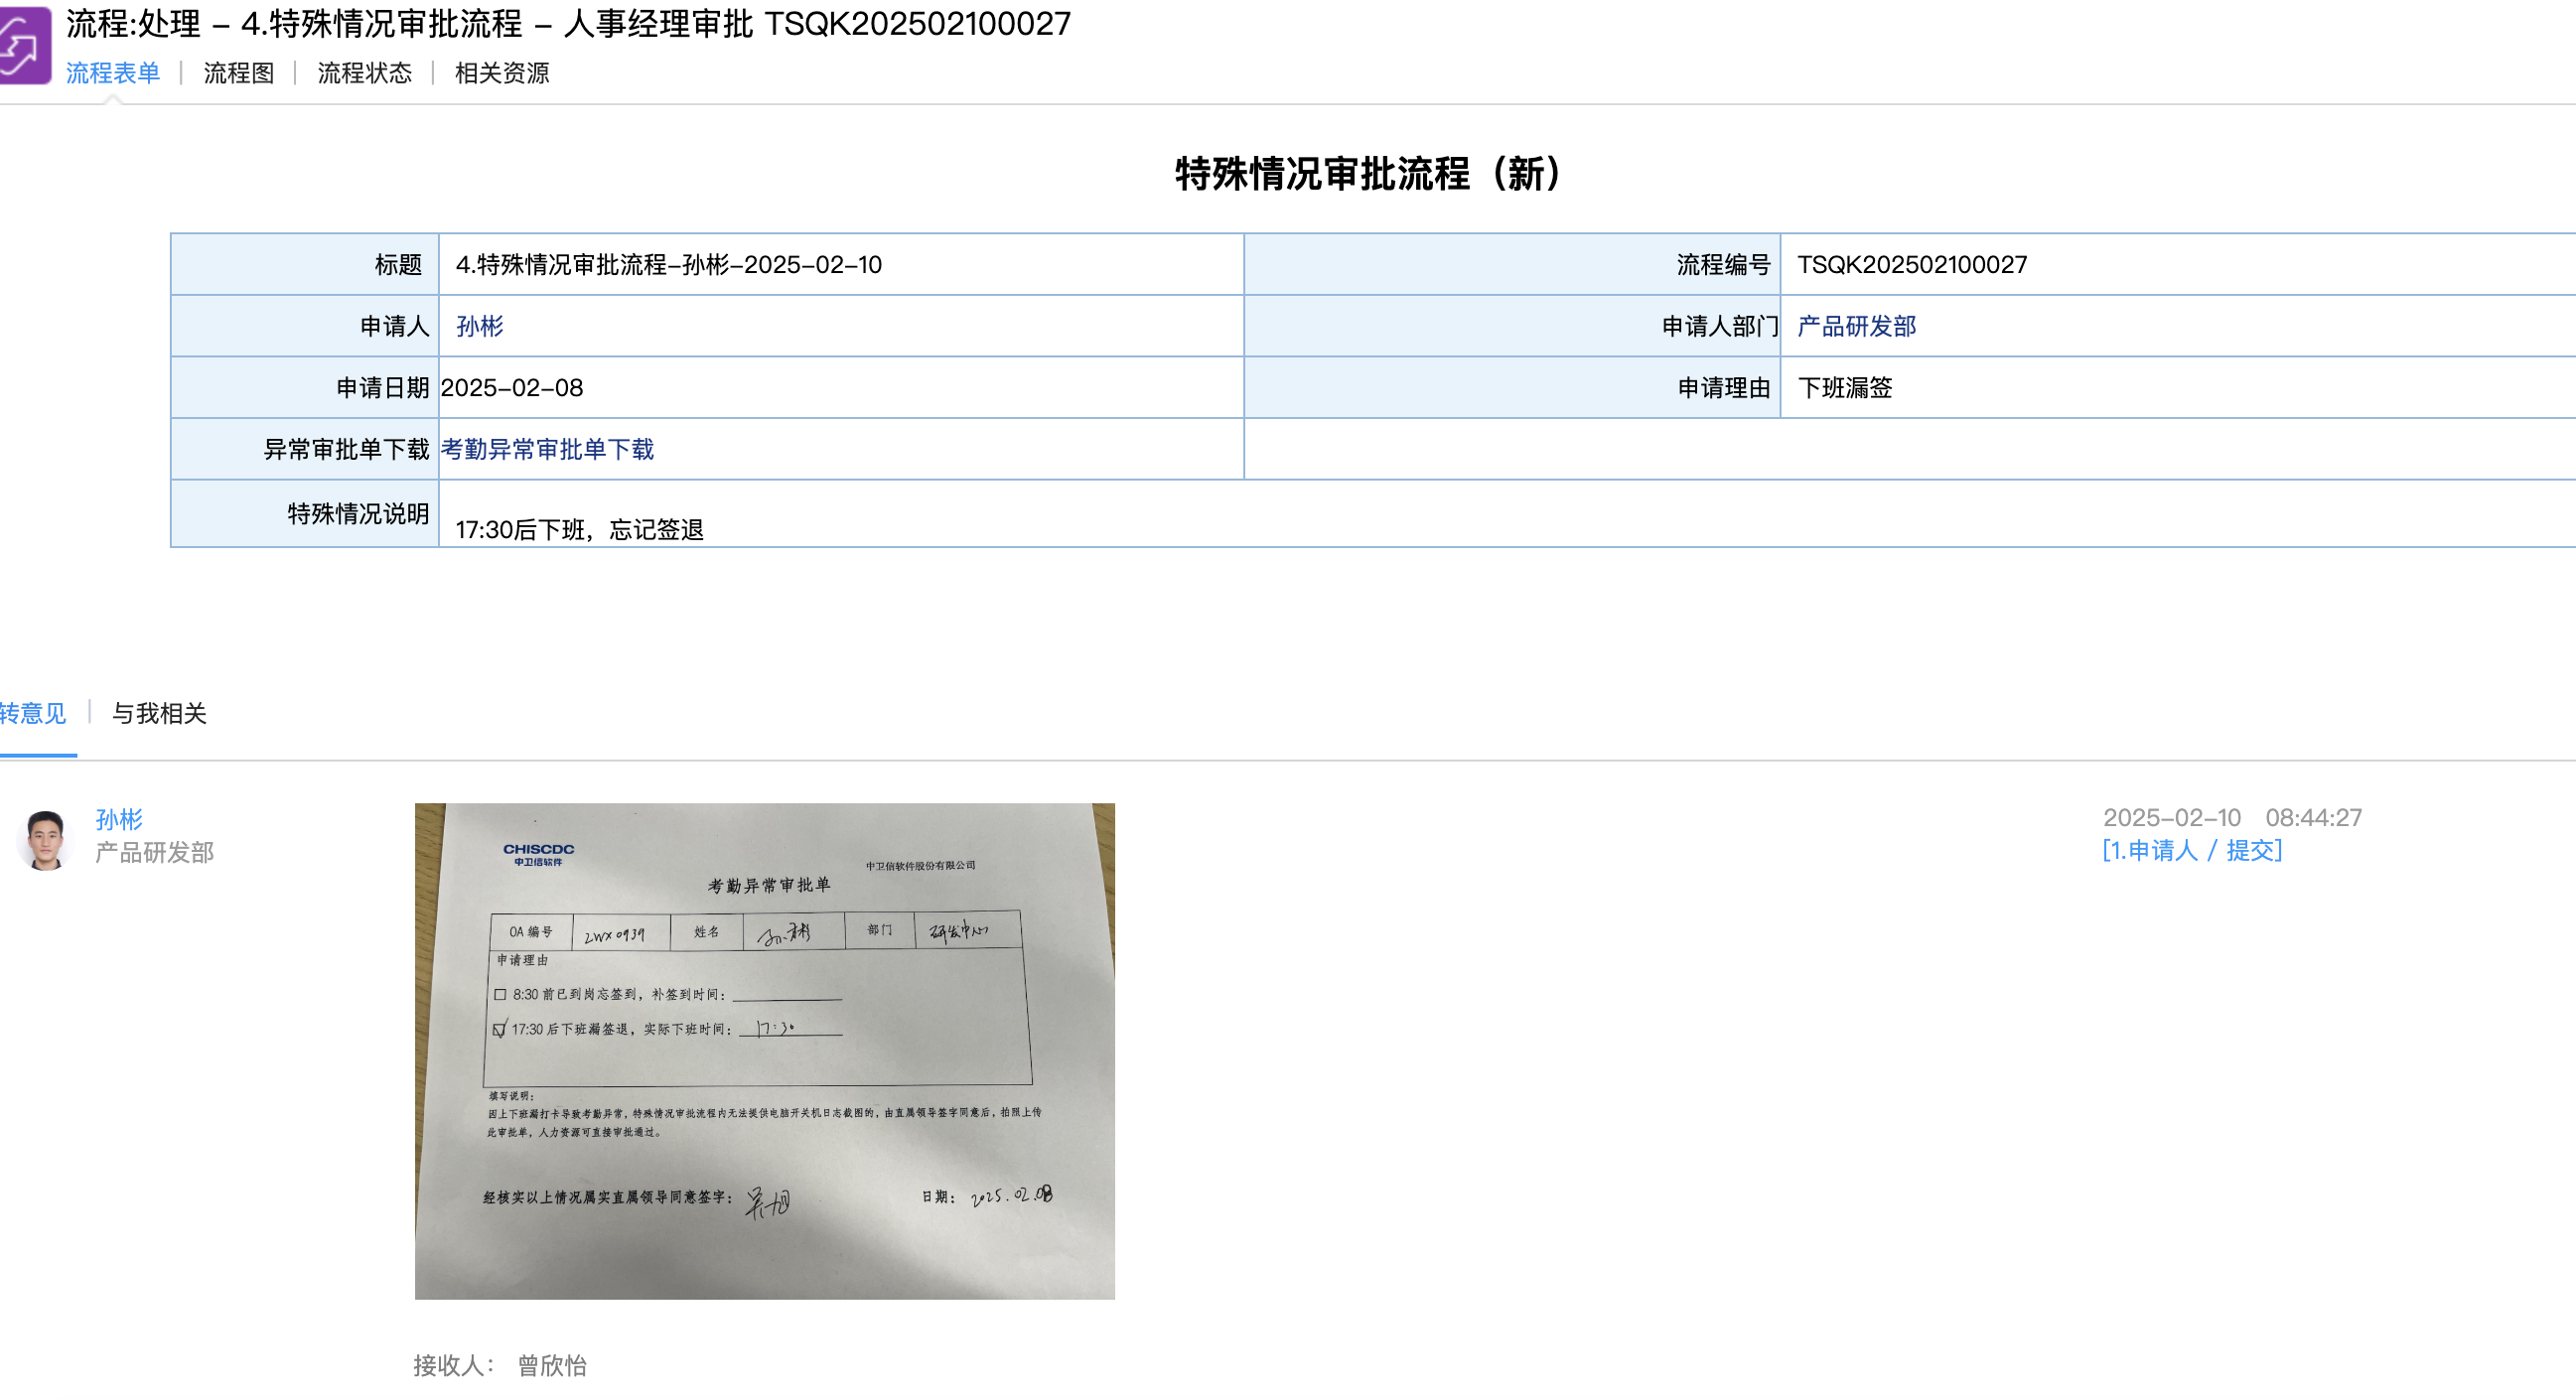 流程:处理 – 4.特殊情况审批流程 – 人事经理审批 TSQK202502100027
流程表单 | 流程图 | 流程状态 | 相关资源
特殊情况审批流程（新）
标题 4.特殊情况审批流程–孙彬–2025–02–10 流程编号 TSQK202502100027
申请人 孙彬 申请人部门 产品研发部
申请日期 2025–02–08 申请理由 下班漏签
异常审批单下载 考勤异常审批单下载
特殊情况说明 17:30后下班，忘记签退
转意见 | 与我相关
孙彬
产品研发部
2025–02–10 08:44:27
[1.申请人 / 提交]
CHISCDC
中卫信软件
中卫信软件股份有限公司
考勤异常审批单
OA 编号 ZWX0939 姓名 孙彬 部门 研发中心
申请理由
□ 8:30 前已到岗忘签到，补签到时间：
☑ 17:30 后下班漏签退，实际下班时间： 17:30
填写说明：
因上下班漏打卡导致考勤异常，特殊情况审批流程内无法提供电脑开关机日志截图的，由直属领导签字同意后，拍照上传
此审批单，人力资源可直接审批通过。
经核实以上情况属实直属领导同意签字： 吴旭 日期： 2025.02.08
接收人： 曾欣怡